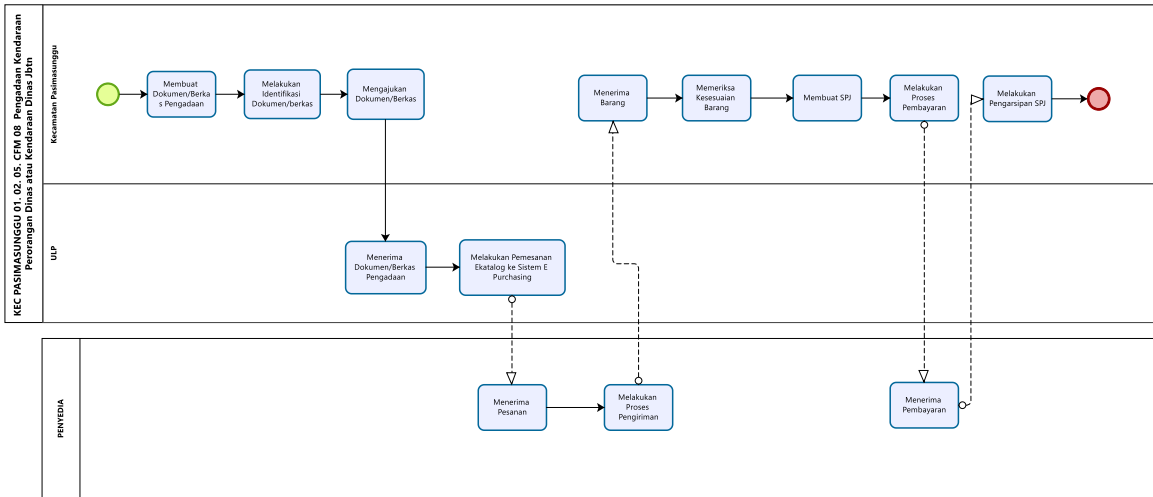 KEC PASIMASUNGGU 01. 02. 05. CFM 08  Pengadaan Kendaraan
Perorangan Dinas atau Kendaraan Dinas Jbtn
Kecamatan Pasimasunggu
Membuat
Dokumen/Berka
s Pengadaan
Melakukan
Identifikasi
Dokumen/berkas
Mengajukan
Dokumen/Berkas
Menerima
Barang
Memeriksa
Kesesuaian
Barang
Membuat SPJ
Melakukan
Proses
Pembayaran
Melakukan
Pengarsipan SPJ
ULP
Menerima
Dokumen/Berkas
Pengadaan
Melakukan Pemesanan
Ekatalog ke Sistem E
Purchasing
PENYEDIA
Menerima
Pesanan
Melakukan
Proses
Pengiriman
Menerima
Pembayaran